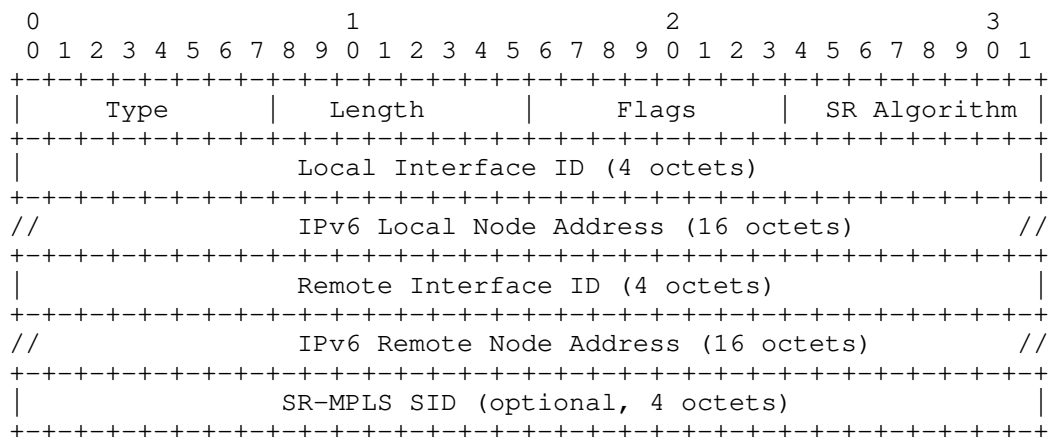 0                   1                   2                   3
0 1 2 3 4 5 6 7 8 9 0 1 2 3 4 5 6 7 8 9 0 1 2 3 4 5 6 7 8 9 0 1
+-+-+-+-+-+-+-+-+-+-+-+-+-+-+-+-+-+-+-+-+-+-+-+-+-+-+-+-+-+-+-+-+
|     Type      |   Length      |     Flags     |  SR Algorithm |
+-+-+-+-+-+-+-+-+-+-+-+-+-+-+-+-+-+-+-+-+-+-+-+-+-+-+-+-+-+-+-+-+
|                 Local Interface ID (4 octets)                 |
+-+-+-+-+-+-+-+-+-+-+-+-+-+-+-+-+-+-+-+-+-+-+-+-+-+-+-+-+-+-+-+-+
//                IPv6 Local Node Address (16 octets)          //
+-+-+-+-+-+-+-+-+-+-+-+-+-+-+-+-+-+-+-+-+-+-+-+-+-+-+-+-+-+-+-+-+
|                 Remote Interface ID (4 octets)                |
+-+-+-+-+-+-+-+-+-+-+-+-+-+-+-+-+-+-+-+-+-+-+-+-+-+-+-+-+-+-+-+-+
//                IPv6 Remote Node Address (16 octets)         //
+-+-+-+-+-+-+-+-+-+-+-+-+-+-+-+-+-+-+-+-+-+-+-+-+-+-+-+-+-+-+-+-+
|                SR-MPLS SID (optional, 4 octets)               |
+-+-+-+-+-+-+-+-+-+-+-+-+-+-+-+-+-+-+-+-+-+-+-+-+-+-+-+-+-+-+-+-+